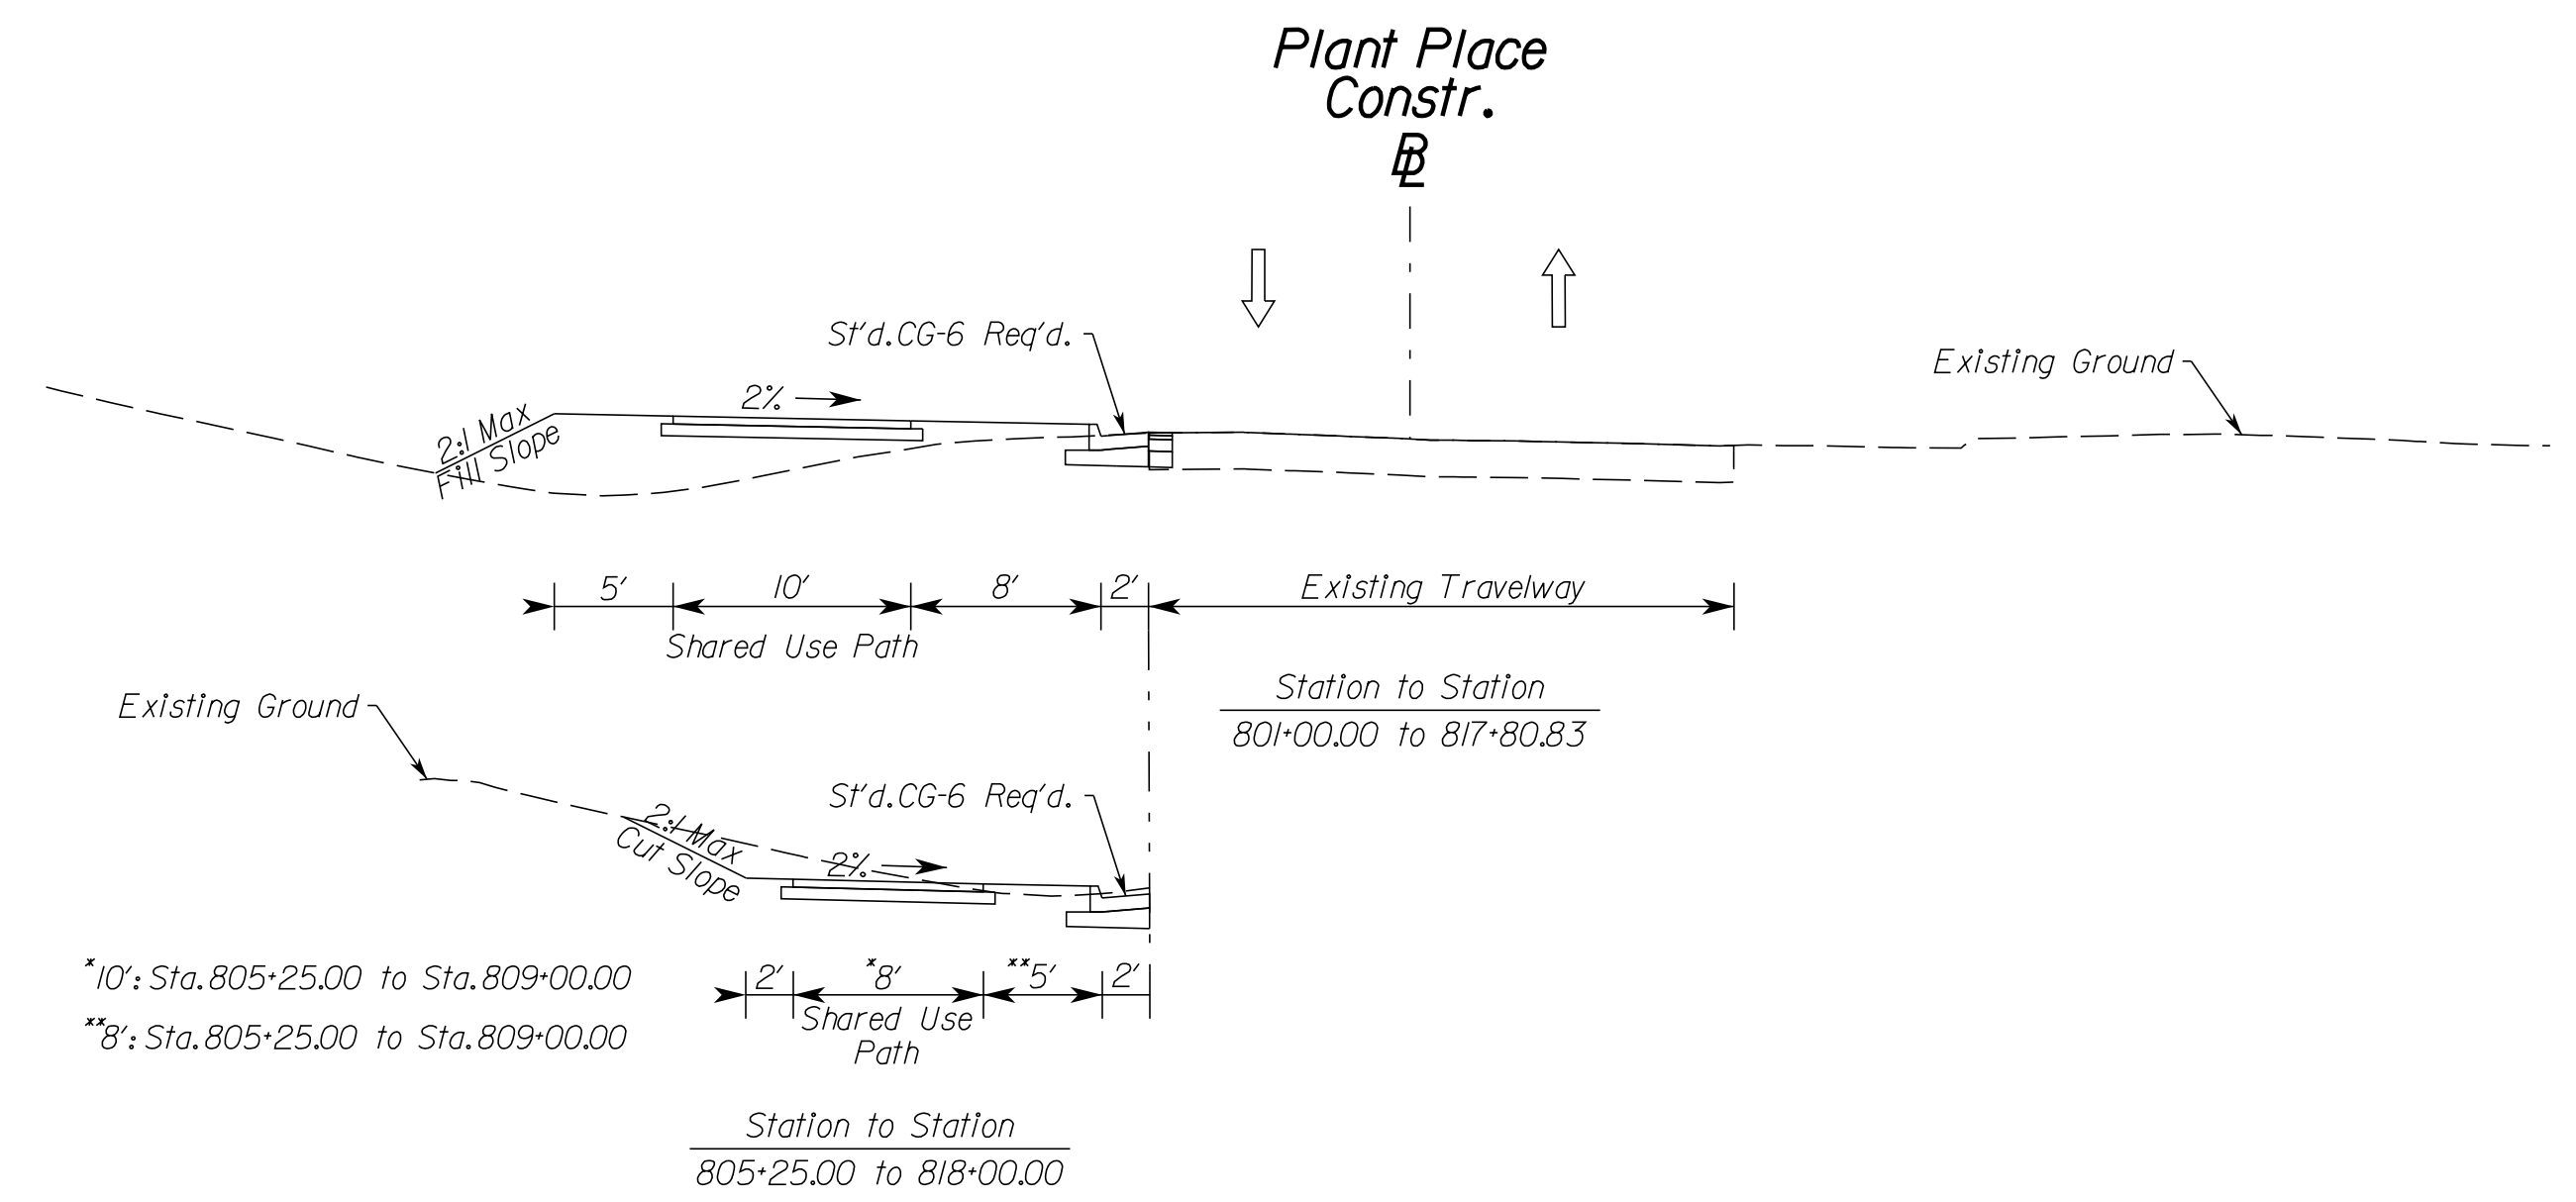 Plant Place
Constr.
BL
St'd. CG-6 Req'd.
Existing Ground
2%
2:1 Max
Fill Slope
5' 10' 8' 2' Existing Travelway
Shared Use Path
Station to Station
801+00.00 to 817+80.83
Existing Ground
St'd. CG-6 Req'd.
2:1 Max
Cut Slope
2%
*10': Sta. 805+25.00 to Sta. 809+00.00
**8': Sta. 805+25.00 to Sta. 809+00.00
2' *8' **5' 2'
Shared Use
Path
Station to Station
805+25.00 to 818+00.00